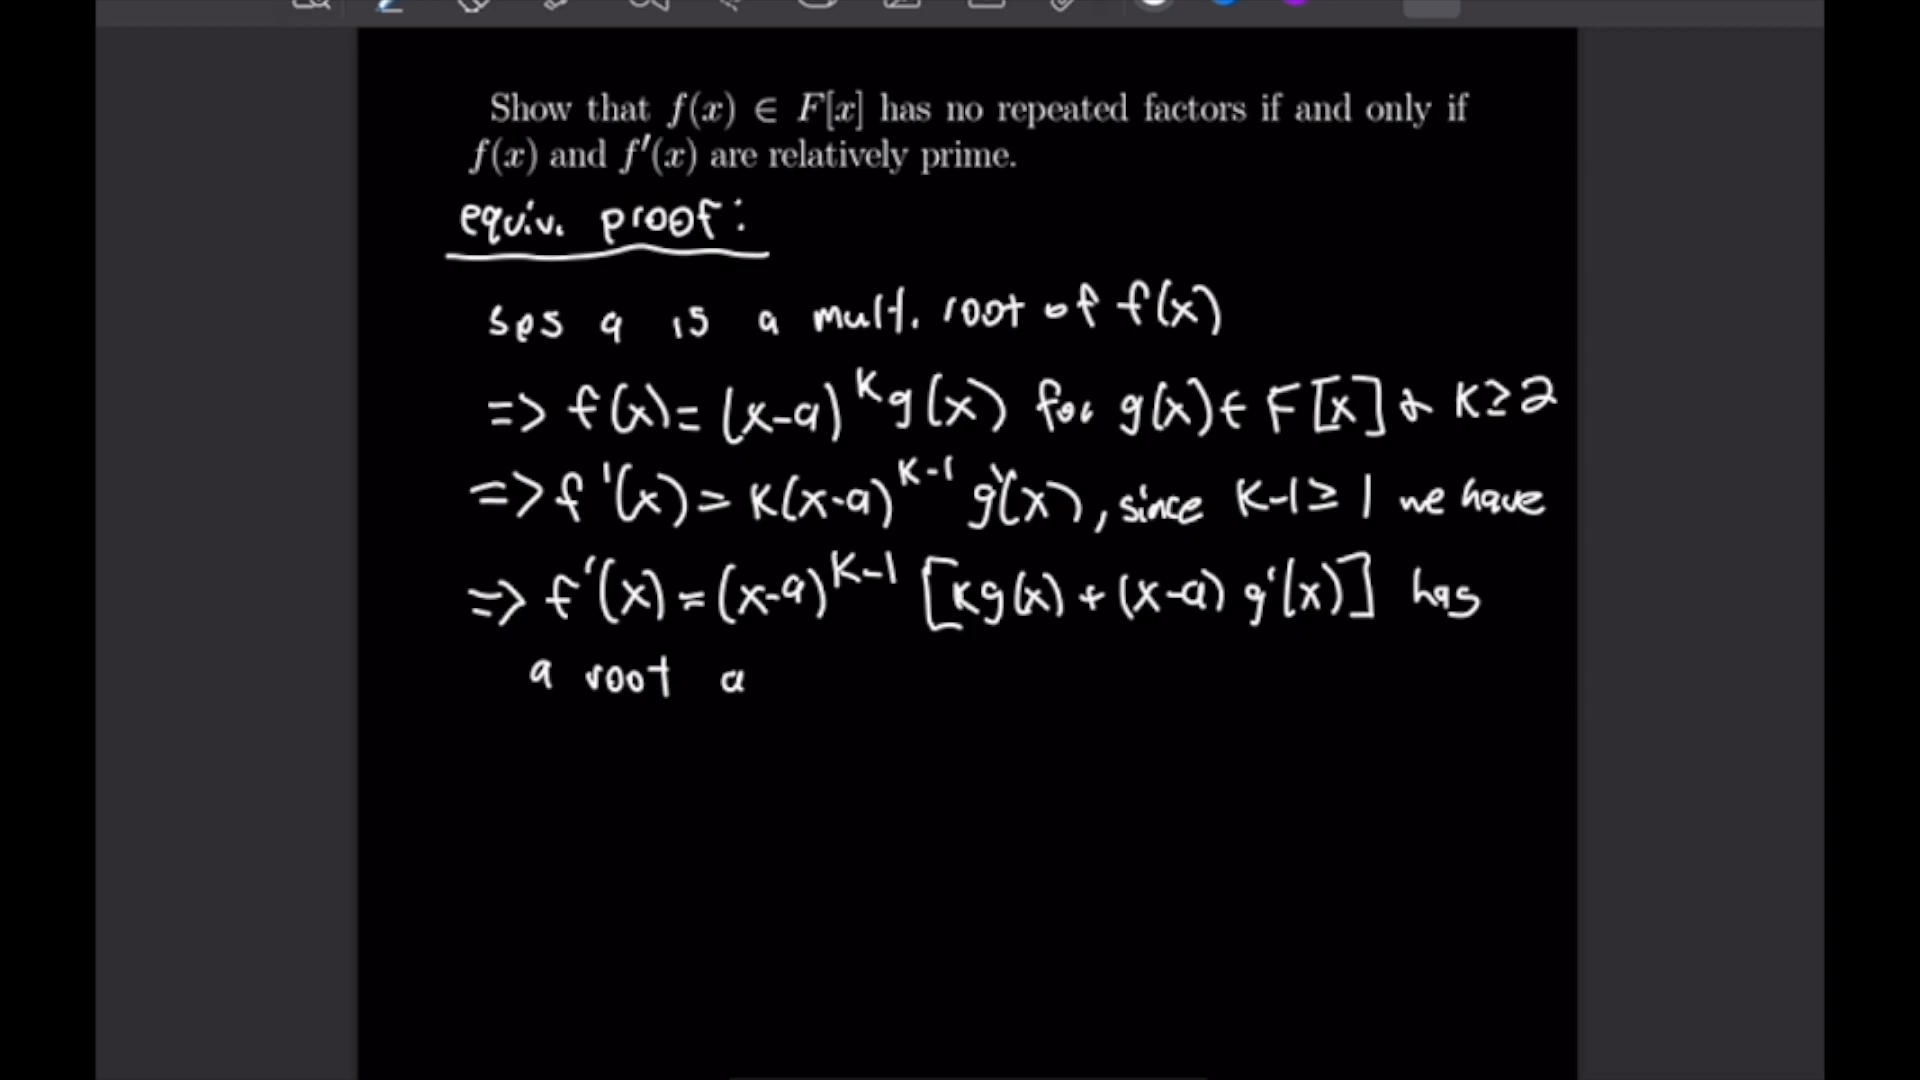 Show that f(x) ∈ F[x] has no repeated factors if and only if
f(x) and f′(x) are relatively prime.
equiv. proof:
sps a is a mult. root of f(x)
=> f(x) = (x-a)^k g(x) for g(x) ∈ F[x] & k ≥ 2
=> f'(x) = k(x-a)^{k-1} g'(x), since k-1 ≥ 1 we have
=> f'(x) = (x-a)^{k-1} [kg(x) + (x-a) g'(x)] has
a root a